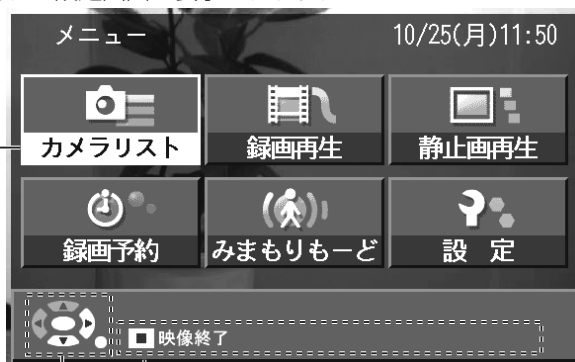 メニュー 10/25(月)11:50
カメラリスト 録画再生 静止画再生
録画予約 みまもりもーど 設 定
■ 映像終了